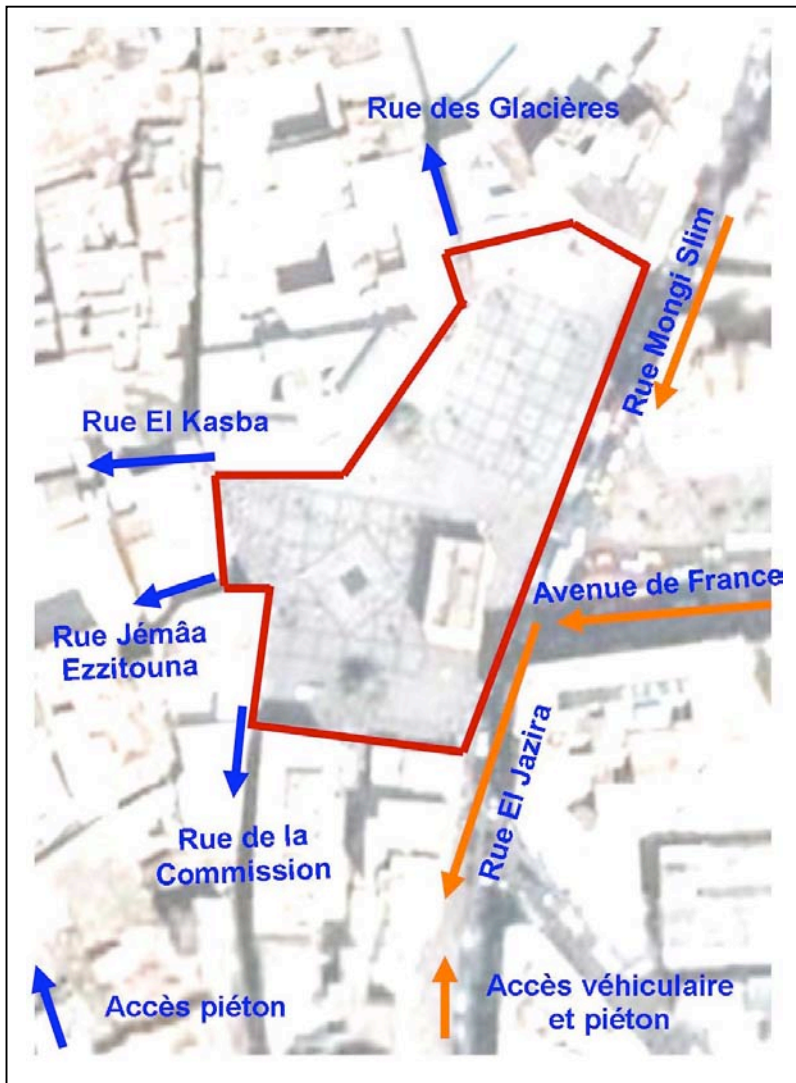 Rue des Glacières
Rue Mongi Slim
Rue El Kasba
Avenue de France
Rue Jémâa
Ezzitouna
Rue El Jazira
Rue de la
Commission
Accès piéton
Accès véhiculaire
et piéton